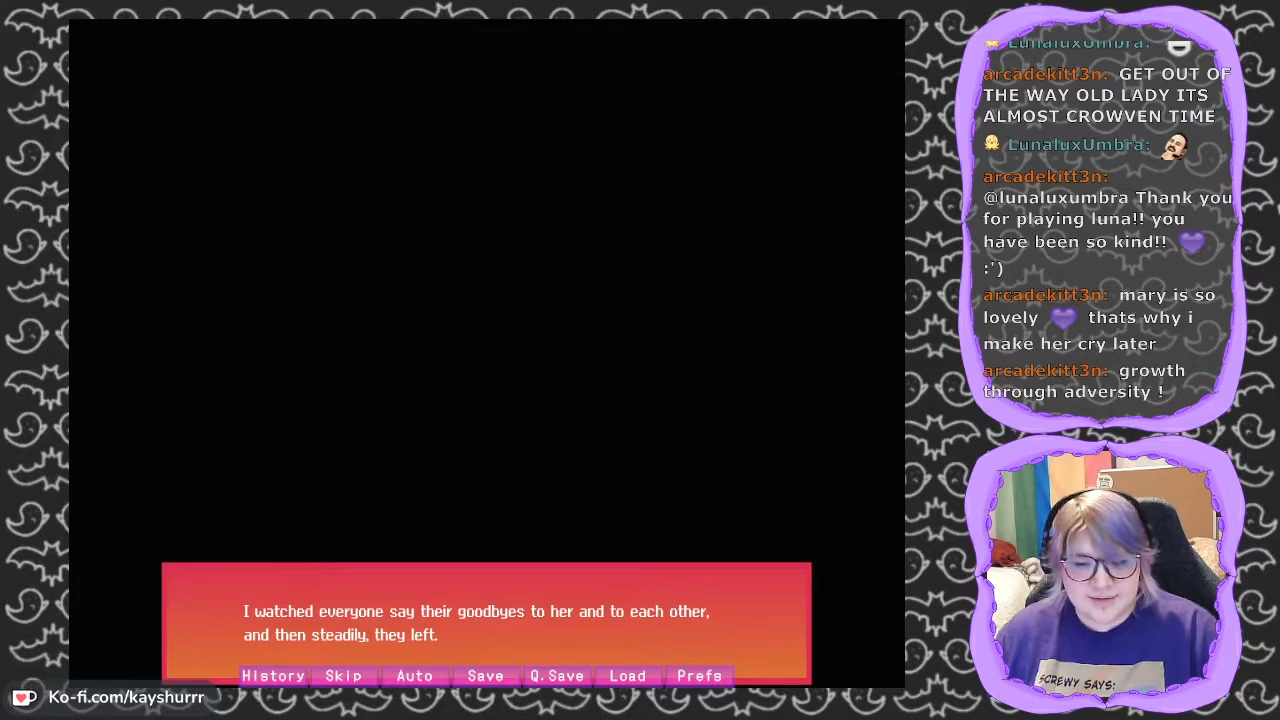 LunaluxUmbra:
arcadekitt3n: GET OUT OF
THE WAY OLD LADY ITS
ALMOST CROWVEN TIME
LunaluxUmbra:
arcadekitt3n:
@lunaluxumbra Thank you
for playing luna!! you
have been so kind!!
:')
arcadekitt3n: mary is so
lovely thats why i
make her cry later
arcadekitt3n: growth
through adversity !
I watched everyone say their goodbyes to her and to each other,
and then steadily, they left.
History Skip Auto Save Q.Save Load Prefs
Ko-fi.com/kayshurrr
SCREWY SAYS: